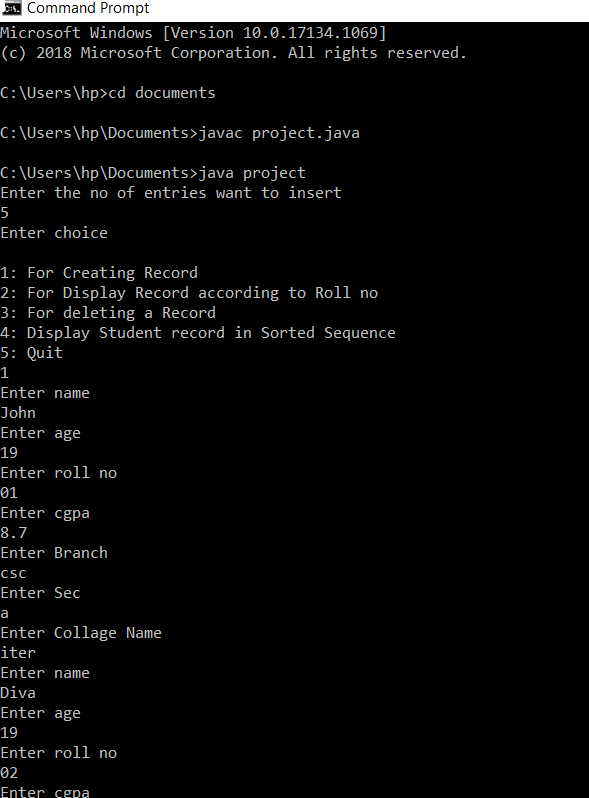 Command Prompt
Microsoft Windows [Version 10.0.17134.1069]
(c) 2018 Microsoft Corporation. All rights reserved.
C:\Users\hp>cd documents
C:\Users\hp\Documents>javac project.java
C:\Users\hp\Documents>java project
Enter the no of entries want to insert
5
Enter choice
1: For Creating Record
2: For Display Record according to Roll no
3: For deleting a Record
4: Display Student record in Sorted Sequence
5: Quit
1
Enter name
John
Enter age
19
Enter roll no
01
Enter cgpa
8.7
Enter Branch
csc
Enter Sec
a
Enter Collage Name
iter
Enter name
Diva
Enter age
19
Enter roll no
02
Enter cgpa